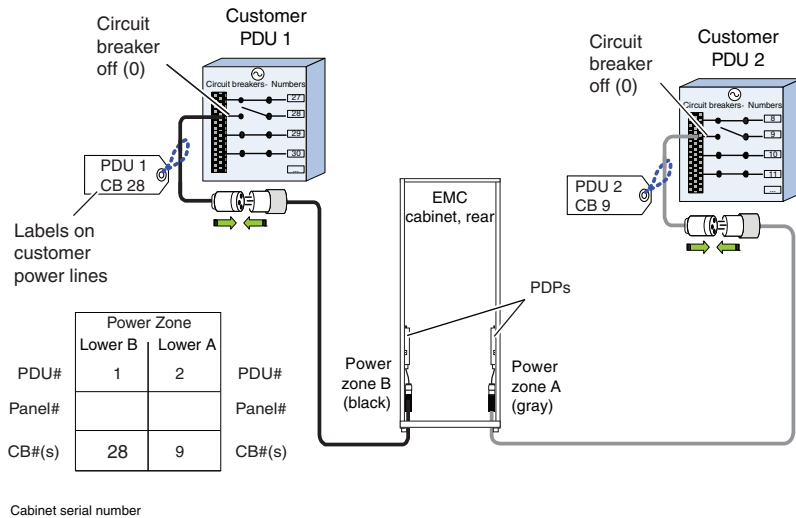 Circuit
breaker
off (0)
Customer
PDU 1
Circuit breakers- Numbers
27
28
29
30
...
PDU 1
CB 28
Labels on
customer
power lines
Circuit
breaker
off (0)
Customer
PDU 2
Circuit breakers- Numbers
8
9
10
11
...
PDU 2
CB 9
EMC
cabinet, rear
PDPs
Power
zone B
(black)
Power
zone A
(gray)
Power Zone
Lower B Lower A
PDU# 1 2 PDU#
Panel# Panel#
CB#(s) 28 9 CB#(s)
Cabinet serial number